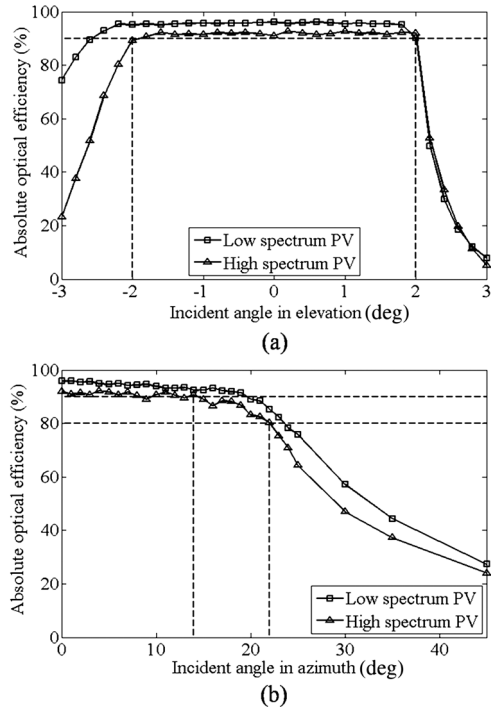 Absolute optical efficiency (%)
100
80
60
40
20
0
Low spectrum PV
High spectrum PV
-3 -2 -1 0 1 2 3
Incident angle in elevation (deg)
(a)
Absolute optical efficiency (%)
100
80
60
40
20
0
Low spectrum PV
High spectrum PV
0 10 20 30 40
Incident angle in azimuth (deg)
(b)